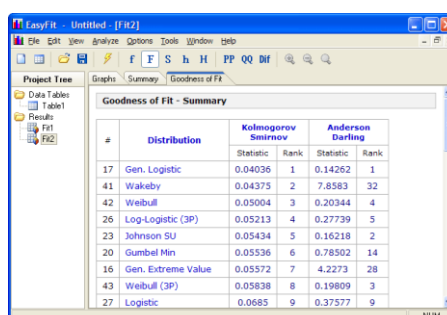 EasyFit - Untitled - [Fit2]
File Edit View Analyze Options Tools Window Help
f F S h H PP QQ Dif
Project Tree
Graphs Summary Goodness of Fit
Data Tables
Table1
Results
Fit1
Fit2
Goodness of Fit - Summary
# Distribution Kolmogorov Smirnov Anderson Darling
Statistic Rank Statistic Rank
17 Gen. Logistic 0.04036 1 0.14262 1
41 Wakeby 0.04375 2 7.8583 32
42 Weibull 0.05004 3 0.20344 4
26 Log-Logistic (3P) 0.05213 4 0.27739 5
23 Johnson SU 0.05434 5 0.16218 2
20 Gumbel Min 0.05536 6 0.78502 14
16 Gen. Extreme Value 0.05572 7 4.2273 28
43 Weibull (3P) 0.05838 8 0.19809 3
27 Logistic 0.0685 9 0.37577 9
NUM